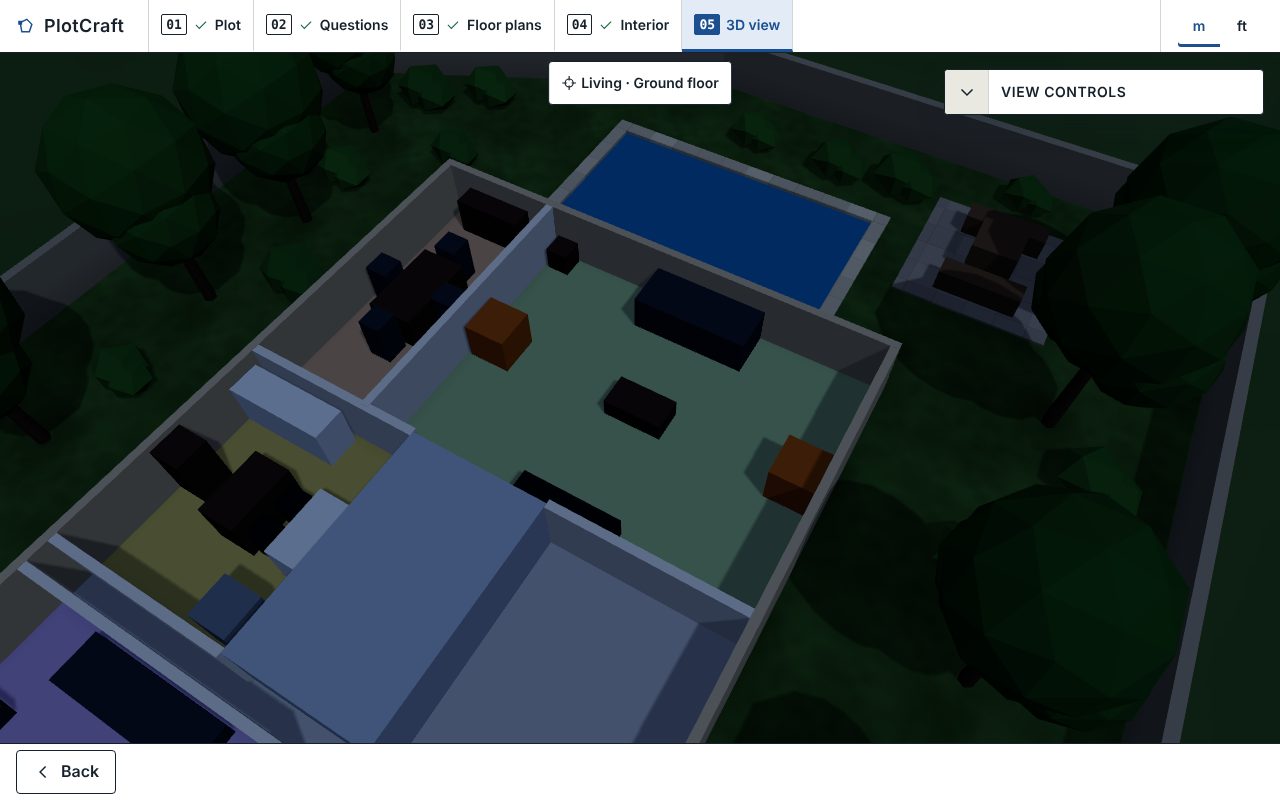 PlotCraft
01 Plot
02 Questions
03 Floor plans
04 Interior
05 3D view
m
ft
Living · Ground floor
VIEW CONTROLS
Back